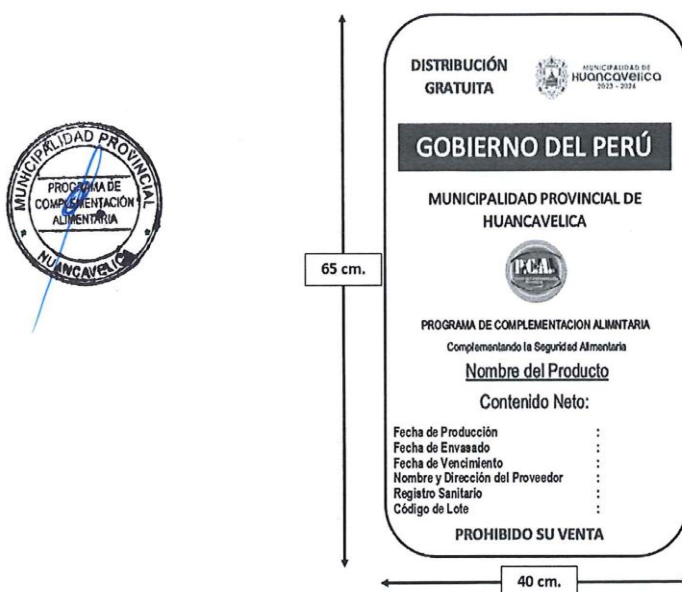 MUNICIPALIDAD PROVINCIAL
PROGRAMA DE
COMPLEMENTACIÓN
ALIMENTARIA
* HUANCAVELICA *
65 cm.
DISTRIBUCIÓN
GRATUITA
MUNICIPALIDAD DE
Huancavelica
2023 - 2026
GOBIERNO DEL PERÚ
MUNICIPALIDAD PROVINCIAL DE
HUANCAVELICA
P.C.A.
PROGRAMA DE COMPLEMENTACION ALIMNTARIA
Complementando la Seguridad Alimentaria
Nombre del Producto
Contenido Neto:
Fecha de Producción :
Fecha de Envasado :
Fecha de Vencimiento :
Nombre y Dirección del Proveedor :
Registro Sanitario :
Código de Lote :
PROHIBIDO SU VENTA
40 cm.